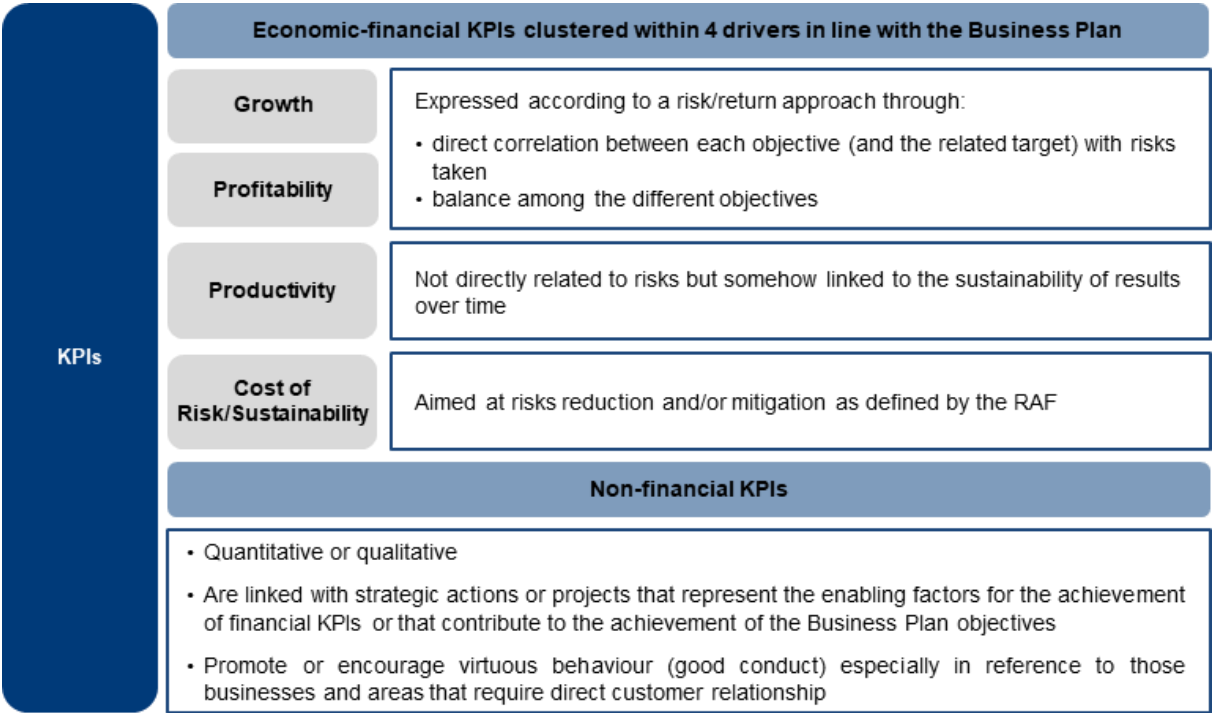 KPIs
Economic-financial KPIs clustered within 4 drivers in line with the Business Plan
Growth
Profitability
Expressed according to a risk/return approach through:
• direct correlation between each objective (and the related target) with risks
taken
• balance among the different objectives
Productivity
Not directly related to risks but somehow linked to the sustainability of results
over time
Cost of
Risk/Sustainability
Aimed at risks reduction and/or mitigation as defined by the RAF
Non-financial KPIs
• Quantitative or qualitative
• Are linked with strategic actions or projects that represent the enabling factors for the achievement
of financial KPIs or that contribute to the achievement of the Business Plan objectives
• Promote or encourage virtuous behaviour (good conduct) especially in reference to those
businesses and areas that require direct customer relationship